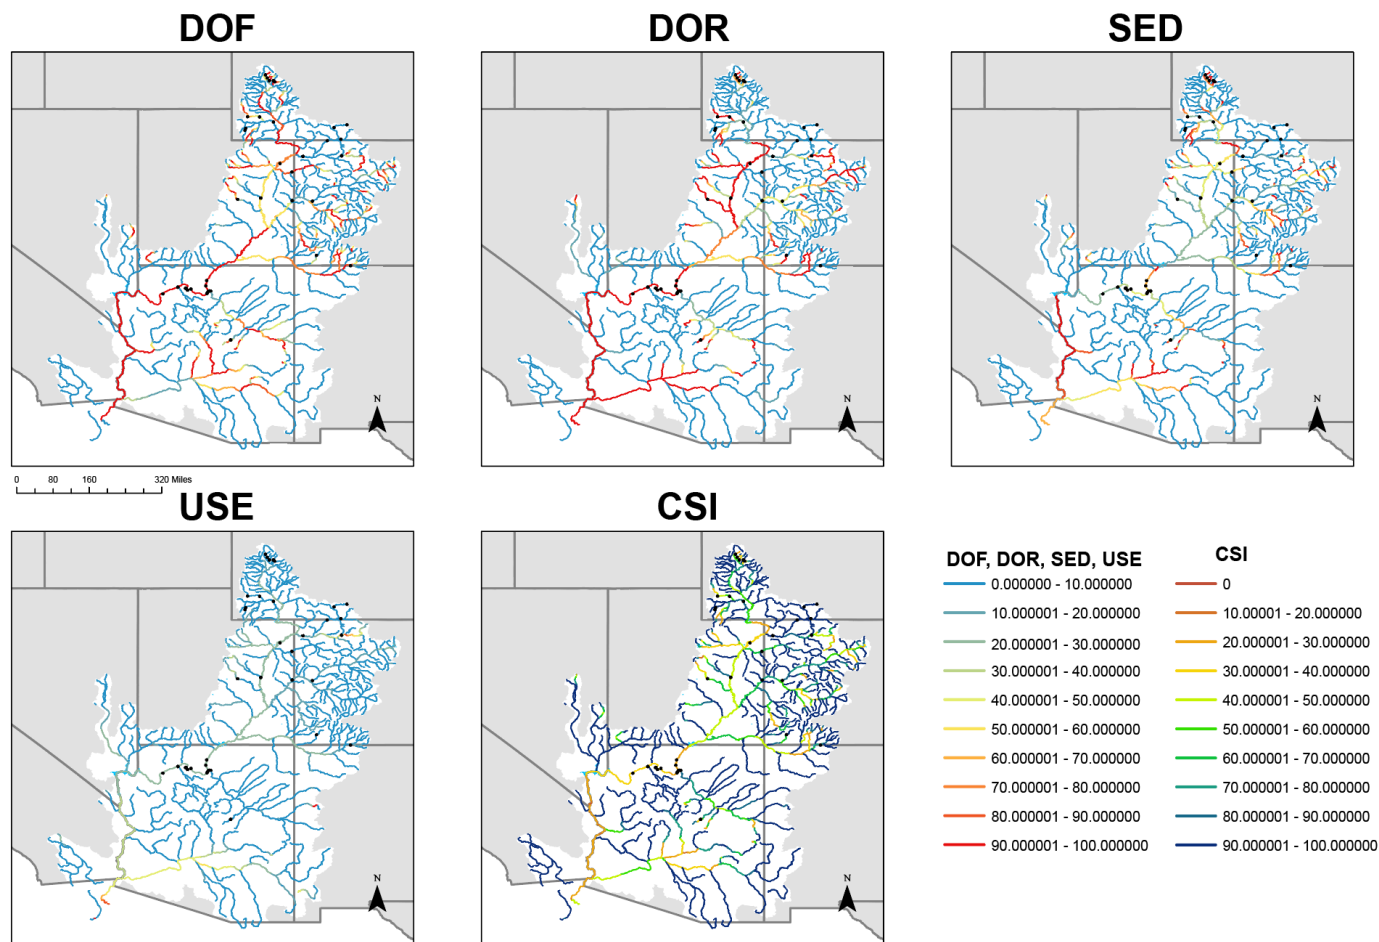 DOF
DOR
SED
N
N
N
0 80 160 320 Miles
USE
CSI
N
N
DOF, DOR, SED, USE
CSI
0.000000 - 10.000000
0
10.000001 - 20.000000
10.00001 - 20.000000
20.000001 - 30.000000
20.000001 - 30.000000
30.000001 - 40.000000
30.000001 - 40.000000
40.000001 - 50.000000
40.000001 - 50.000000
50.000001 - 60.000000
50.000001 - 60.000000
60.000001 - 70.000000
60.000001 - 70.000000
70.000001 - 80.000000
70.000001 - 80.000000
80.000001 - 90.000000
80.000001 - 90.000000
90.000001 - 100.000000
90.000001 - 100.000000